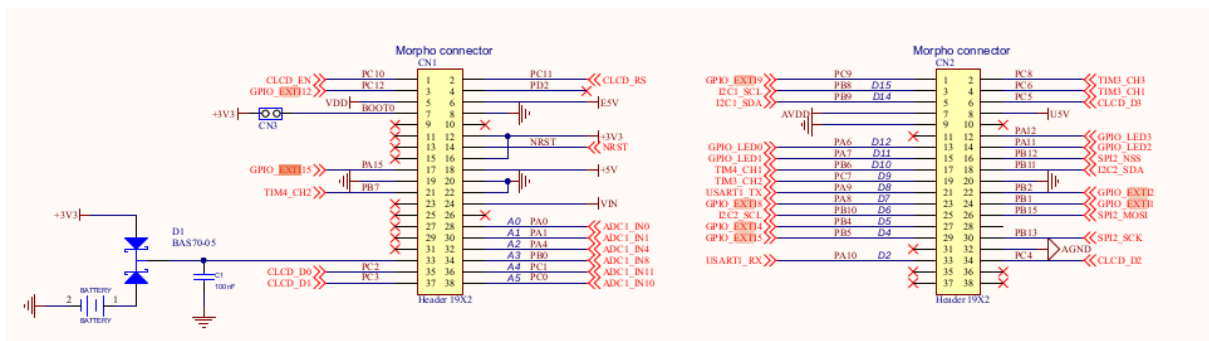 Morpho connector
CN1
CLCD_EN PC10 1 2 PC11 CLCD_RS
GPIO_EXTI12 PC12 3 4 PD2
VDD 5 6 E5V
+3V3 CN3 BOOT0 7 8
9 10
11 12 +3V3
13 14 NRST NRST
15 16
GPIO_EXTI15 PA15 17 18 +5V
19 20
TIM4_CH2 PB7 21 22
23 24 VIN
25 26
27 28 A0 PA0 ADC1_IN0
29 30 A1 PA1 ADC1_IN1
31 32 A2 PA4 ADC1_IN4
33 34 A3 PB0 ADC1_IN8
CLCD_D0 PC2 35 36 A4 PC1 ADC1_IN11
CLCD_D1 PC3 37 38 A5 PC0 ADC1_IN10
Header 19X2
+3V3
D1
BAS70-05
C1
100nF
BATTERY
2 1
BATTERY
Morpho connector
CN2
GPIO_EXTI9 PC9 1 2 PC8 TIM3_CH3
I2C1_SCL PB8 D15 3 4 PC6 TIM3_CH1
I2C1_SDA PB9 D14 5 6 PC5 CLCD_D3
AVDD 7 8 U5V
9 10
11 12 PA12 GPIO_LED3
GPIO_LED0 PA6 D12 13 14 PA11 GPIO_LED2
GPIO_LED1 PA7 D11 15 16 PB12 SPI2_NSS
TIM4_CH1 PB6 D10 17 18 PB11 I2C2_SDA
TIM3_CH2 PC7 D9 19 20
USART1_TX PA9 D8 21 22 PB2 GPIO_EXTI2
GPIO_EXTI8 PA8 D7 23 24 PB1 GPIO_EXTI1
I2C2_SCL PB10 D6 25 26 PB15 SPI2_MOSI
GPIO_EXTI4 PB4 D5 27 28
GPIO_EXTI5 PB5 D4 29 30 PB13 SPI2_SCK
31 32 AGND
USART1_RX PA10 D2 33 34 PC4 CLCD_D2
35 36
37 38
Header 19X2